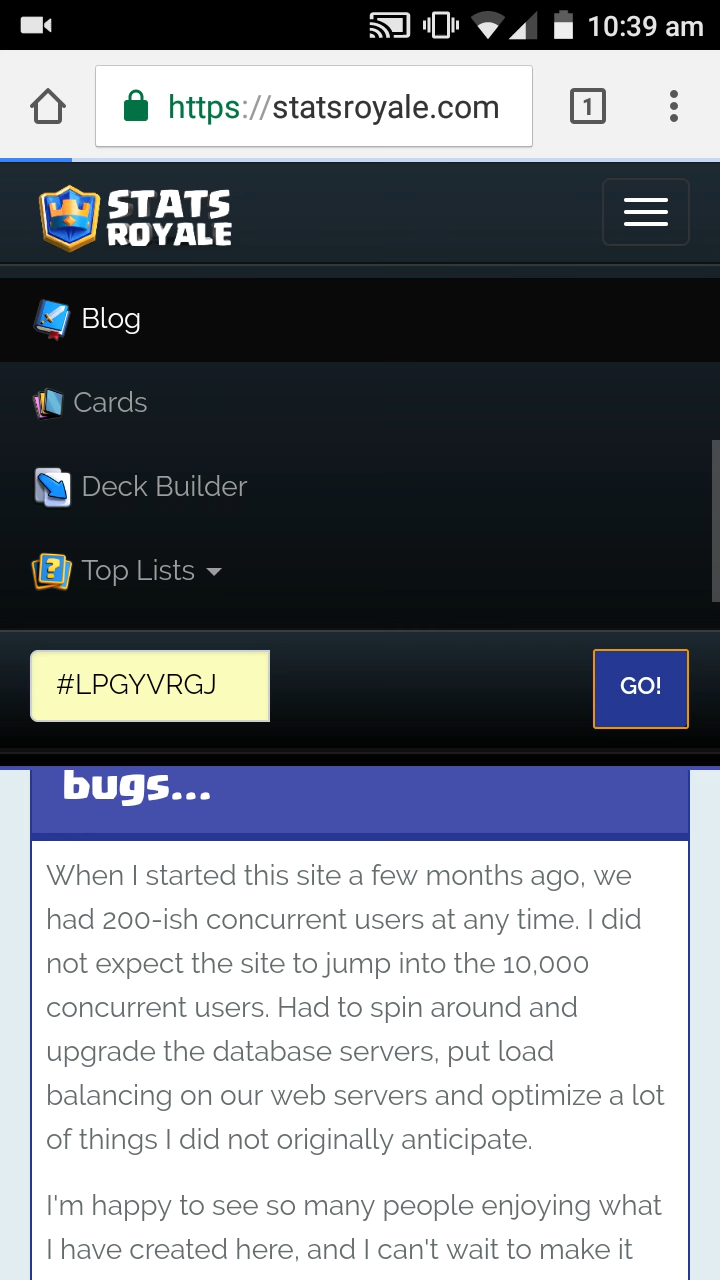 10:39 am
https://statsroyale.com
1
STATS
ROYALE
Blog
Cards
Deck Builder
Top Lists
#LPGYVRGJ
GO!
bugs...
When I started this site a few months ago, we
had 200-ish concurrent users at any time. I did
not expect the site to jump into the 10,000
concurrent users. Had to spin around and
upgrade the database servers, put load
balancing on our web servers and optimize a lot
of things I did not originally anticipate.
I'm happy to see so many people enjoying what
I have created here, and I can't wait to make it